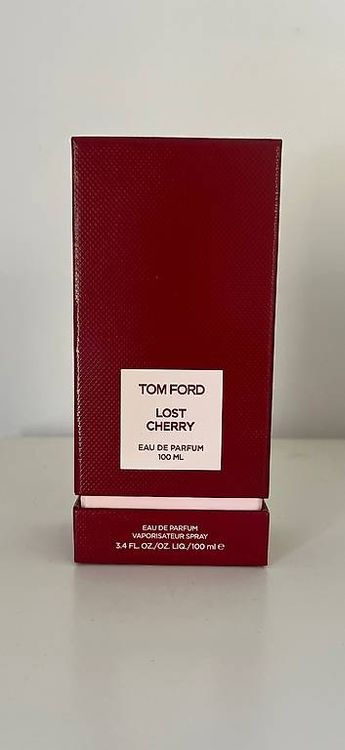 TOM FORD
LOST
CHERRY
EAU DE PARFUM
100 ML
EAU DE PARFUM
VAPORISATEUR SPRAY
3.4 FL. OZ./OZ. LIQ./100 ml ℮